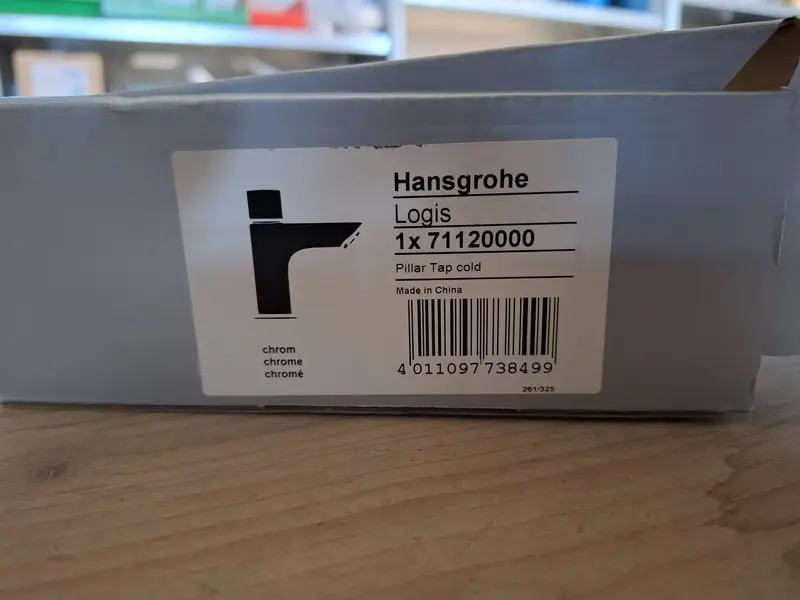 Hansgrohe
Logis
1x 71120000
Pillar Tap cold
Made in China
4 011097 738499
261/325
chrom
chrome
chromé